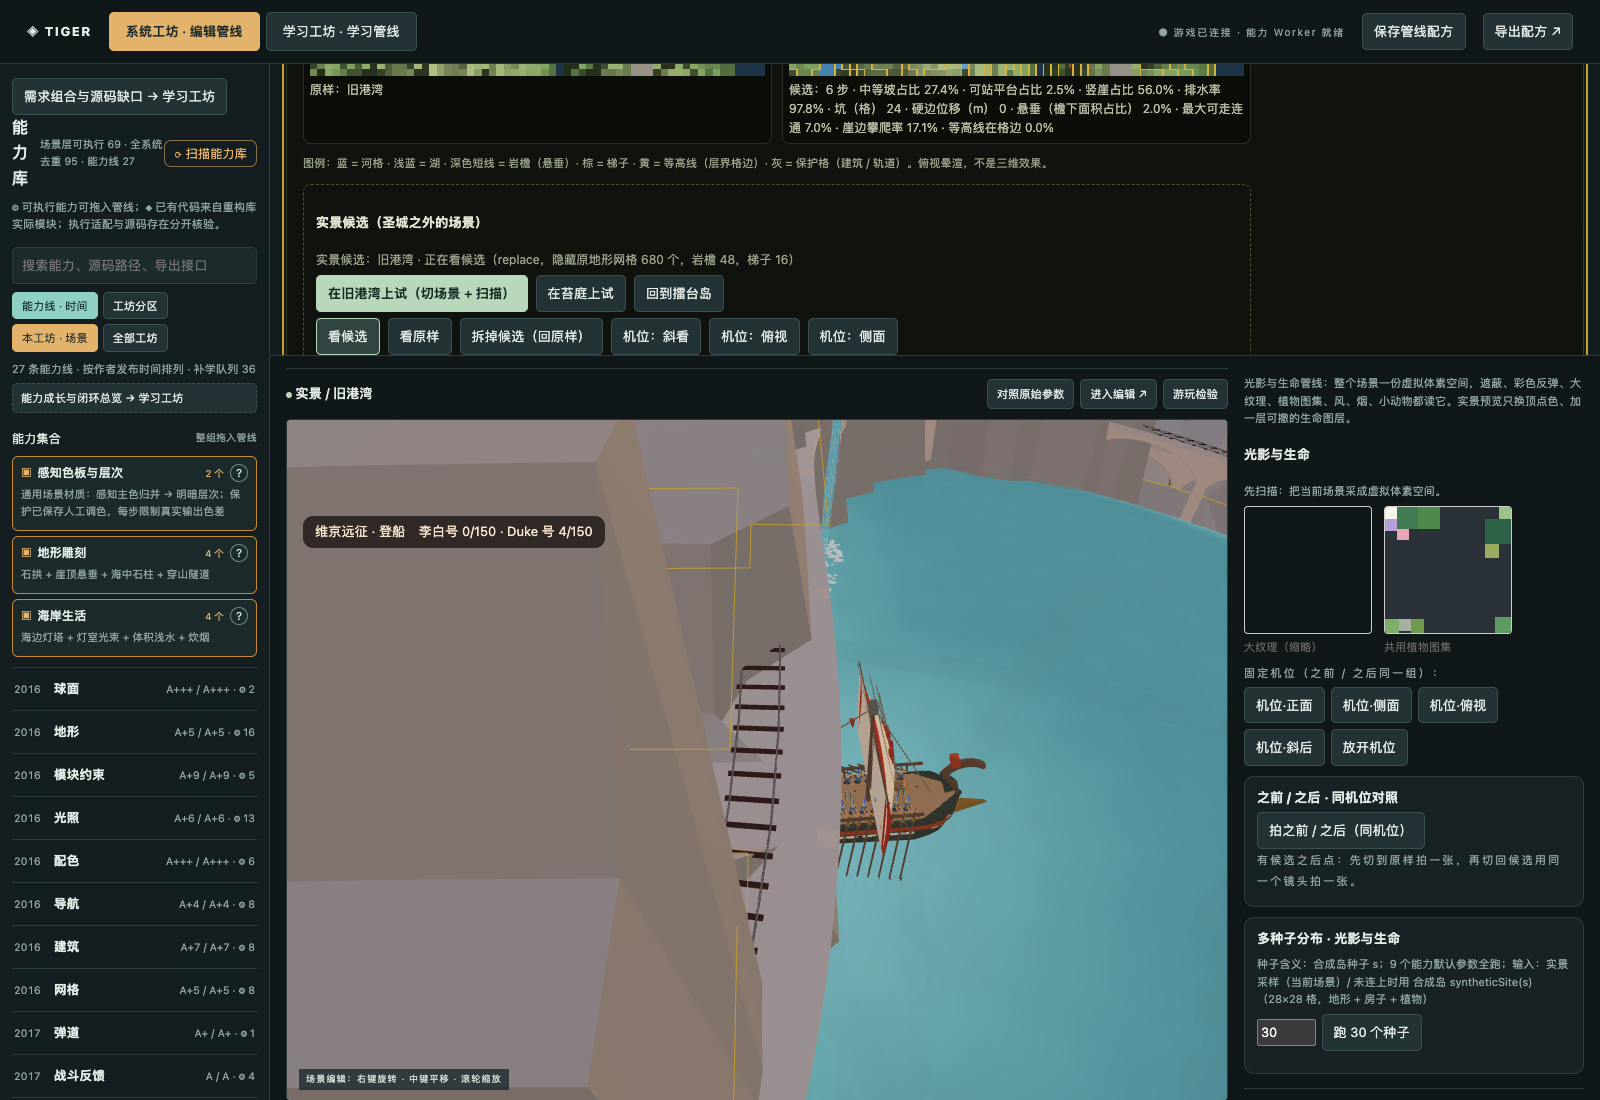 ◈ TIGER
系统工坊 · 编辑管线
学习工坊 · 学习管线
游戏已连接 · 能力 Worker 就绪
保存管线配方
导出配方 ↗
需求组合与源码缺口 → 学习工坊
能力库
场景层可执行 69 · 全系统去重 95 · 能力线 27
⟳ 扫描能力库
⚙ 可执行能力可拖入管线；◆ 已有代码来自重构库
实际模块；执行适配与源码存在分开核验。
搜索能力、源码路径、导出接口
能力线 · 时间
工坊分区
本工坊 · 场景
全部工坊
27 条能力线 · 按作者发布时间排列 · 补学队列 36
能力成长与闭环总览 → 学习工坊
能力集合
整组拖入管线
▣ 感知色板与层次 2 个 ?
通用场景材质：感知主色归并 → 明暗层次；保
护已保存人工调色，每步限制真实输出色差
▣ 地形雕刻 4 个 ?
石拱 + 崖顶悬垂 + 海中石柱 + 穿山隧道
▣ 海岸生活 4 个 ?
海边灯塔 + 灯室光束 + 体积浅水 + 炊烟
2016 球面 A+++ / A+++ · ⚙ 2
2016 地形 A+5 / A+5 · ⚙ 16
2016 模块约束 A+9 / A+9 · ⚙ 5
2016 光照 A+6 / A+6 · ⚙ 13
2016 配色 A+++ / A+++ · ⚙ 6
2016 导航 A+4 / A+4 · ⚙ 8
2016 建筑 A+7 / A+7 · ⚙ 8
2016 网格 A+5 / A+5 · ⚙ 8
2017 弹道 A+ / A+ · ⚙ 1
2017 战斗反馈 A / A · ⚙ 4
原样：旧港湾
候选：6 步 · 中等坡占比 27.4% · 可站平台占比 2.5% · 竖崖占比 56.0% · 排水率
97.8% · 坑（格） 24 · 硬边位移（m） 0 · 悬垂（檐下面积占比） 2.0% · 最大可走连
通 7.0% · 崖边攀爬率 17.1% · 等高线在格边 0.0%
图例：蓝 = 河格 · 浅蓝 = 湖 · 深色短线 = 岩檐（悬垂） · 棕 = 梯子 · 黄 = 等高线（层界格边） · 灰 = 保护格（建筑 / 轨道）。俯视晕渲，不是三维效果。
实景候选（圣城之外的场景）
实景候选：旧港湾 · 正在看候选（replace，隐藏原地形网格 680 个，岩檐 48，梯子 16）
在旧港湾上试（切场景 + 扫描）
在苔庭上试
回到擂台岛
看候选
看原样
拆掉候选（回原样）
机位：斜看
机位：俯视
机位：侧面
实景 / 旧港湾
对照原始参数
进入编辑 ↗
游玩检验
维京远征 · 登船 李白号 0/150 · Duke 号 4/150
场景编辑：右键旋转 · 中键平移 · 滚轮缩放
光影与生命管线：整个场景一份虚拟体素空间，遮蔽、彩色反弹、大
纹理、植物图集、风、烟、小动物都读它。实景预览只换顶点色、加
一层可撤的生命图层。
光影与生命
先扫描：把当前场景采成虚拟体素空间。
大纹理（缩略）
共用植物图集
固定机位（之前 / 之后同一组）：
机位·正面
机位·侧面
机位·俯视
机位·斜后
放开机位
之前 / 之后 · 同机位对照
拍之前 / 之后（同机位）
有候选之后点：先切到原样拍一张，再切回候选用同
一个镜头拍一张。
多种子分布 · 光影与生命
种子含义：合成岛种子 s；9 个能力默认参数全跑；输入：实景
采样（当前场景）/ 未连上时用 合成岛 syntheticSite(s)
（28×28 格，地形 + 房子 + 植物）
30
跑 30 个种子